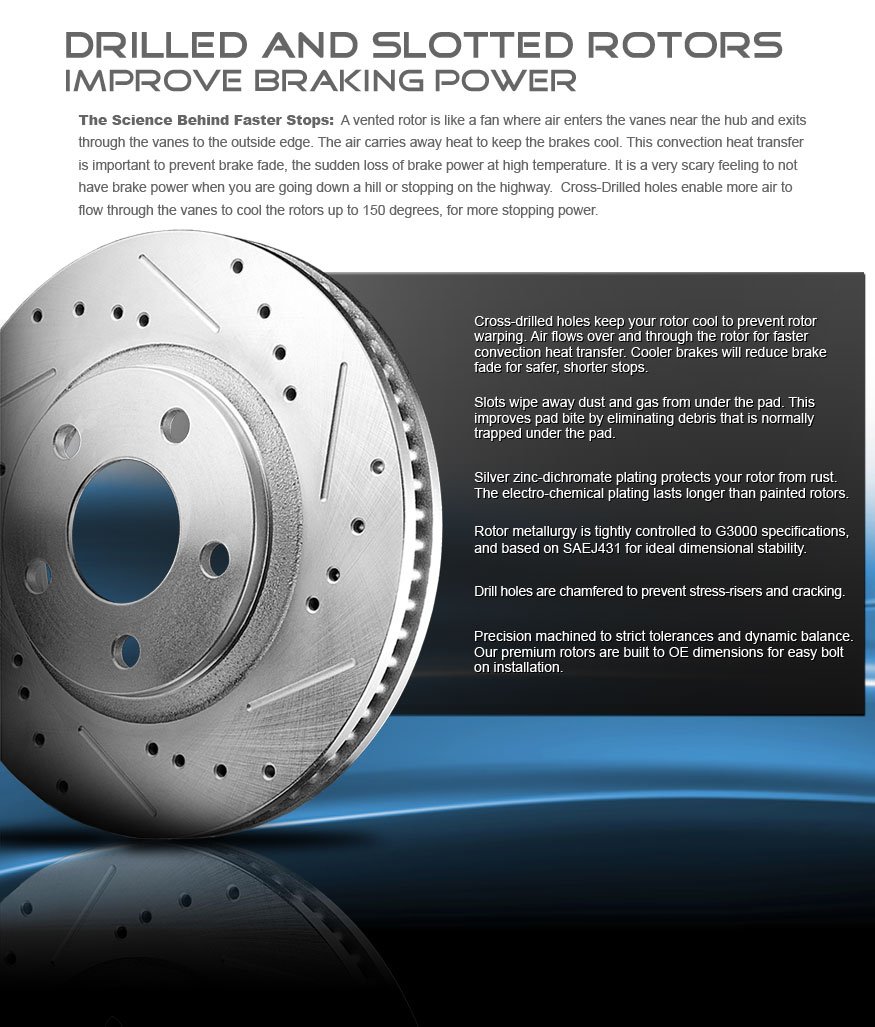 DRILLED AND SLOTTED ROTORS
IMPROVE BRAKING POWER
The Science Behind Faster Stops: A vented rotor is like a fan where air enters the vanes near the hub and exits
through the vanes to the outside edge. The air carries away heat to keep the brakes cool. This convection heat transfer
is important to prevent brake fade, the sudden loss of brake power at high temperature. It is a very scary feeling to not
have brake power when you are going down a hill or stopping on the highway. Cross-Drilled holes enable more air to
flow through the vanes to cool the rotors up to 150 degrees, for more stopping power.
Cross-drilled holes keep your rotor cool to prevent rotor
warping. Air flows over and through the rotor for faster
convection heat transfer. Cooler brakes will reduce brake
fade for safer, shorter stops.
Slots wipe away dust and gas from under the pad. This
improves pad bite by eliminating debris that is normally
trapped under the pad.
Silver zinc-dichromate plating protects your rotor from rust.
The electro-chemical plating lasts longer than painted rotors.
Rotor metallurgy is tightly controlled to G3000 specifications,
and based on SAEJ431 for ideal dimensional stability.
Drill holes are chamfered to prevent stress-risers and cracking.
Precision machined to strict tolerances and dynamic balance.
Our premium rotors are built to OE dimensions for easy bolt
on installation.